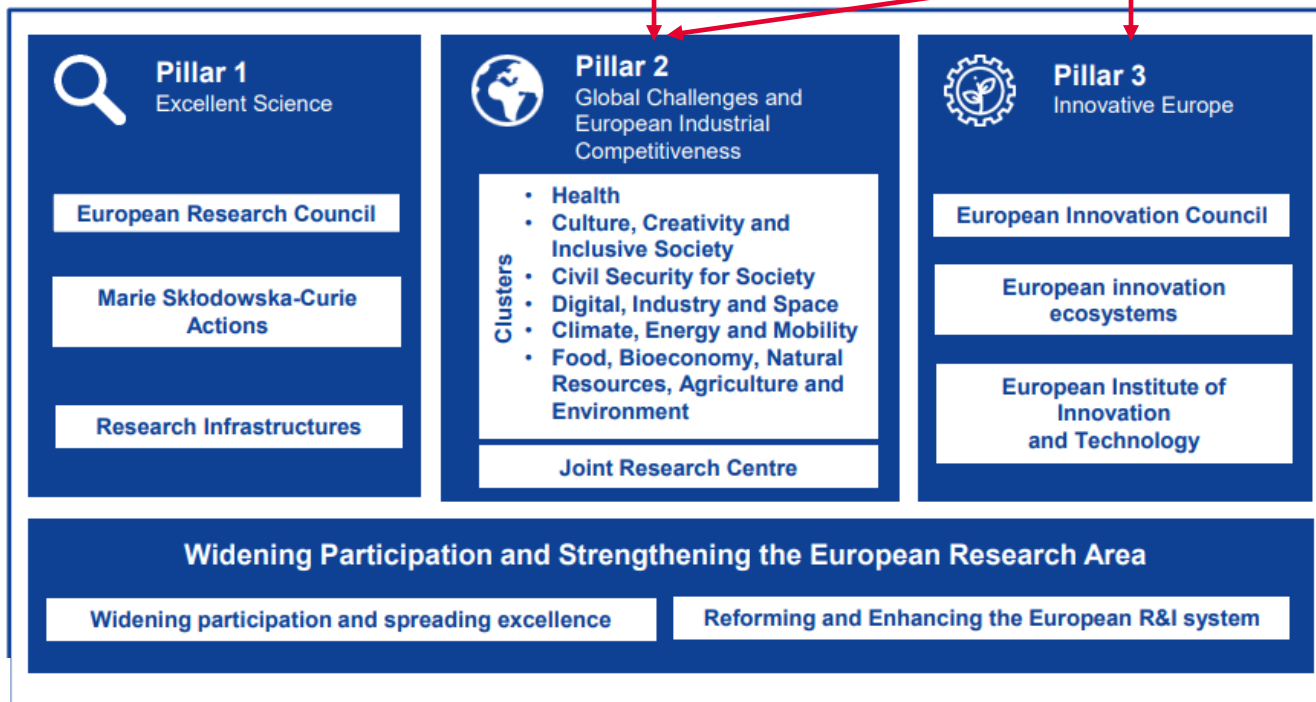 Pillar 1
Excellent Science
European Research Council
Marie Skłodowska-Curie
Actions
Research Infrastructures
Pillar 2
Global Challenges and
European Industrial
Competitiveness
Clusters
• Health
• Culture, Creativity and
Inclusive Society
• Civil Security for Society
• Digital, Industry and Space
• Climate, Energy and Mobility
• Food, Bioeconomy, Natural
Resources, Agriculture and
Environment
Joint Research Centre
Pillar 3
Innovative Europe
European Innovation Council
European innovation
ecosystems
European Institute of
Innovation
and Technology
Widening Participation and Strengthening the European Research Area
Widening participation and spreading excellence
Reforming and Enhancing the European R&I system